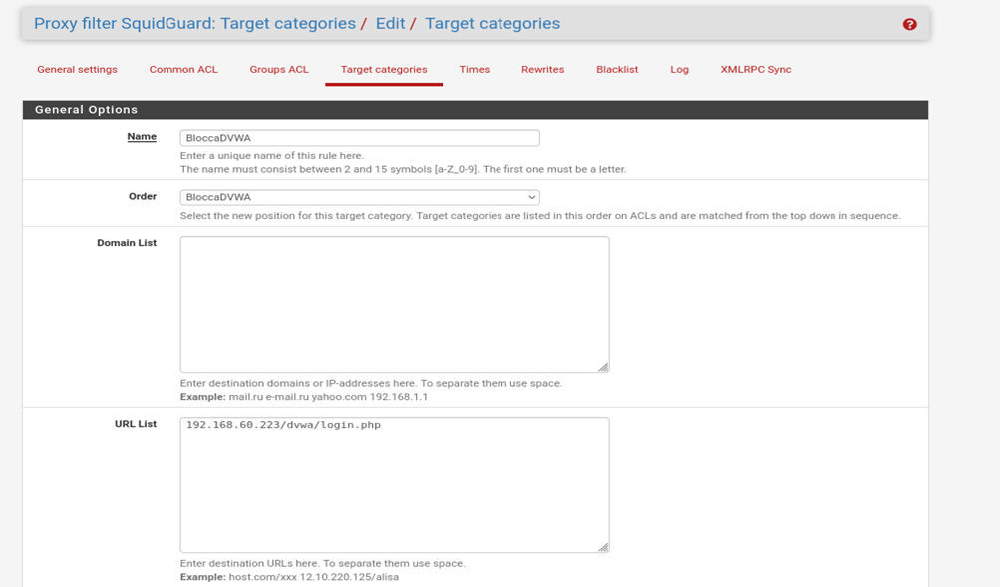 Proxy filter SquidGuard: Target categories / Edit / Target categories
General settings Common ACL Groups ACL Target categories Times Rewrites Blacklist Log XMLRPC Sync
General Options
Name BloccaDVWA
Enter a unique name of this rule here.
The name must consist between 2 and 15 symbols [a-Z_0-9]. The first one must be a letter.
Order BloccaDVWA
Select the new position for this target category. Target categories are listed in this order on ACLs and are matched from the top down in sequence.
Domain List
Enter destination domains or IP-addresses here. To separate them use space.
Example: mail.ru e-mail.ru yahoo.com 192.168.1.1
URL List 192.168.60.223/dvwa/login.php
Enter destination URLs here. To separate them use space.
Example: host.com/xxx 12.10.220.125/alisa